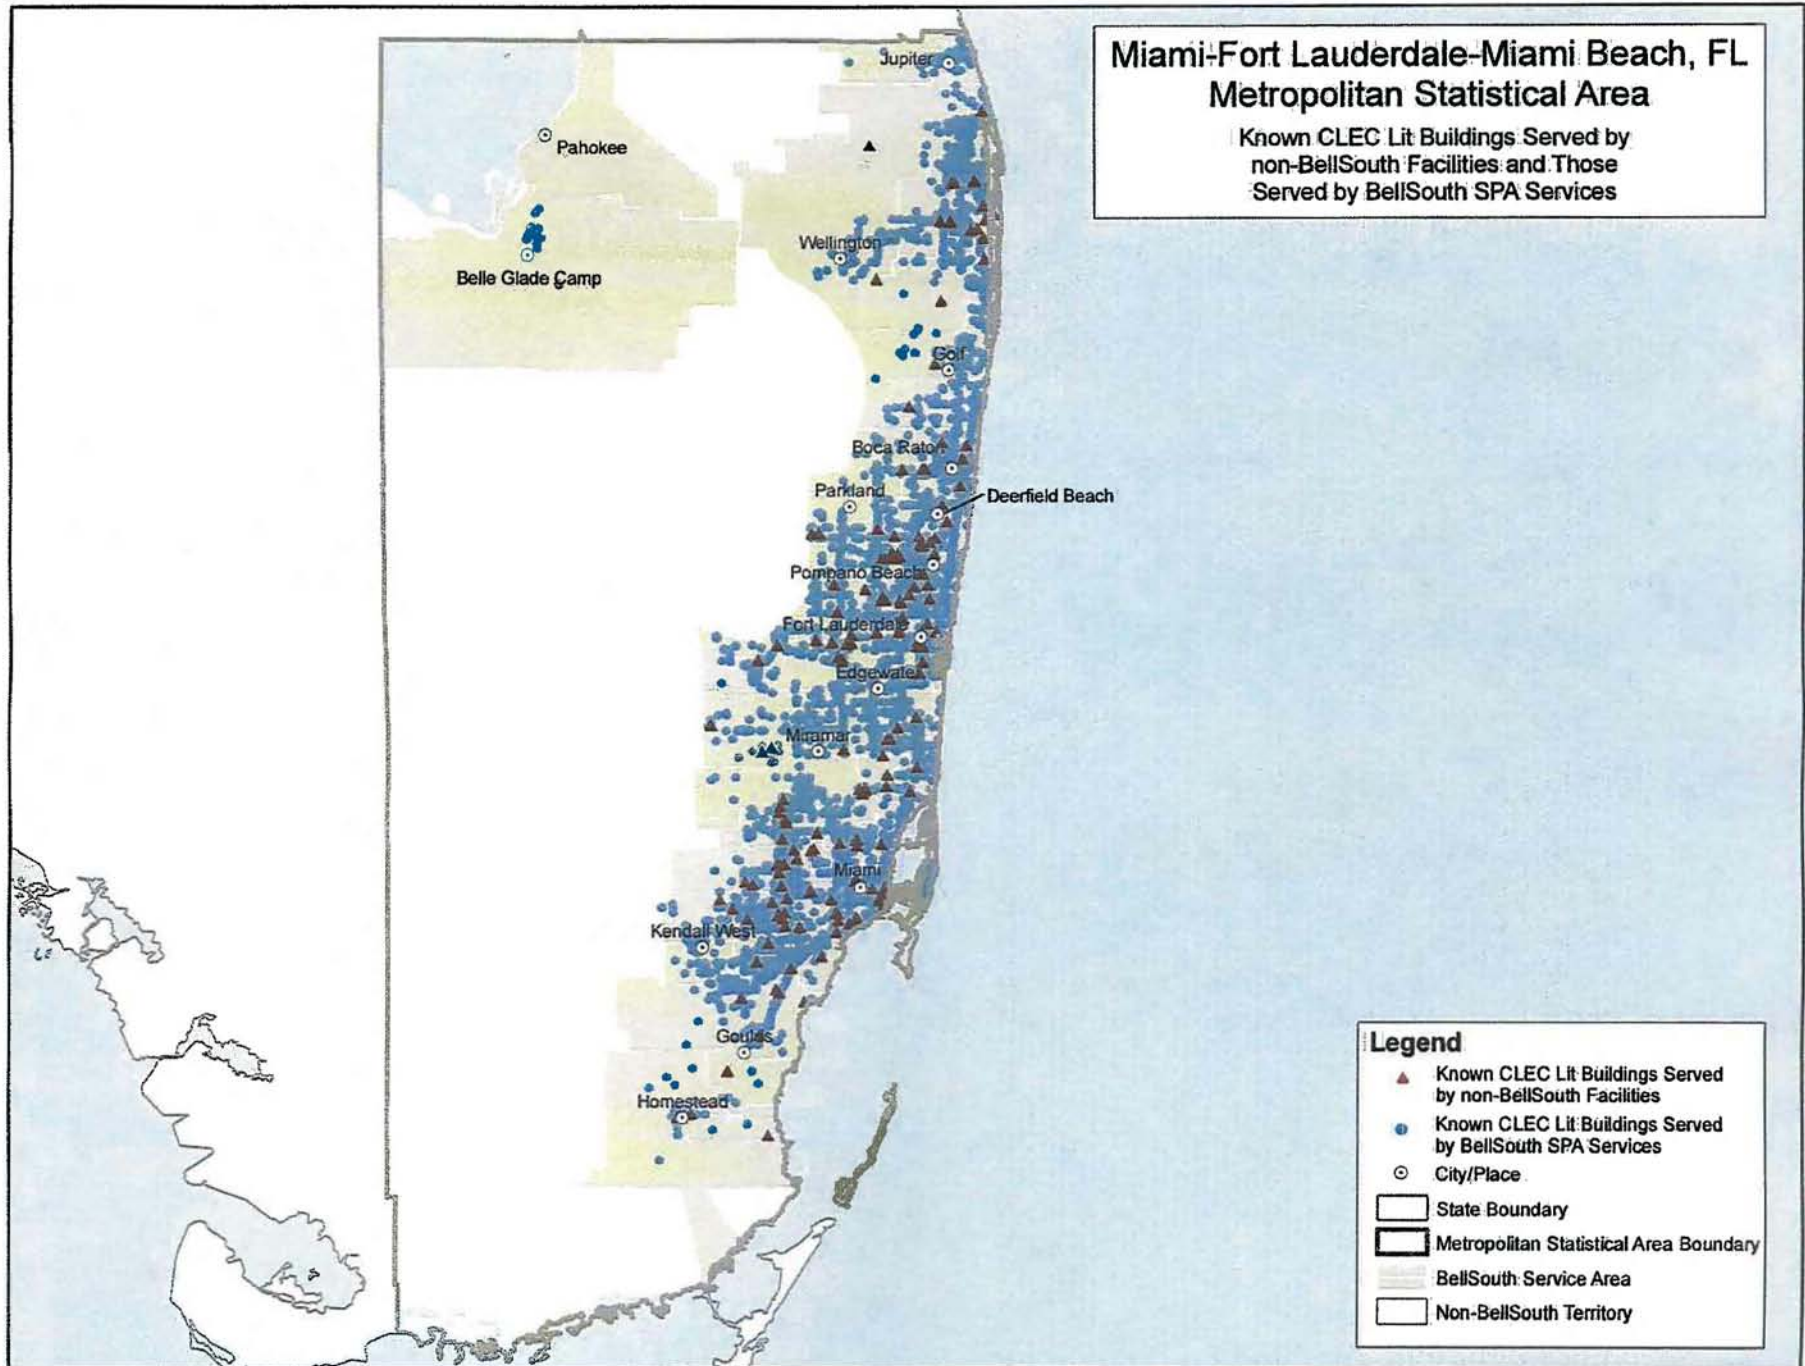 Miami-Fort Lauderdale-Miami Beach, FL
Metropolitan Statistical Area
Known CLEC Lit Buildings Served by
non-BellSouth Facilities and Those
Served by BellSouth SPA Services
Jupiter
Pahokee
Wellington
Belle Glade Camp
Golf
Boca Raton
Parkland
Deerfield Beach
Pompano Beach
Fort Lauderdale
Edgewater
Miramar
Miami
Kendall West
Goulds
Homestead
Legend
Known CLEC Lit Buildings Served
by non-BellSouth Facilities
Known CLEC Lit Buildings Served
by BellSouth SPA Services
City/Place
State Boundary
Metropolitan Statistical Area Boundary
BellSouth Service Area
Non-BellSouth Territory